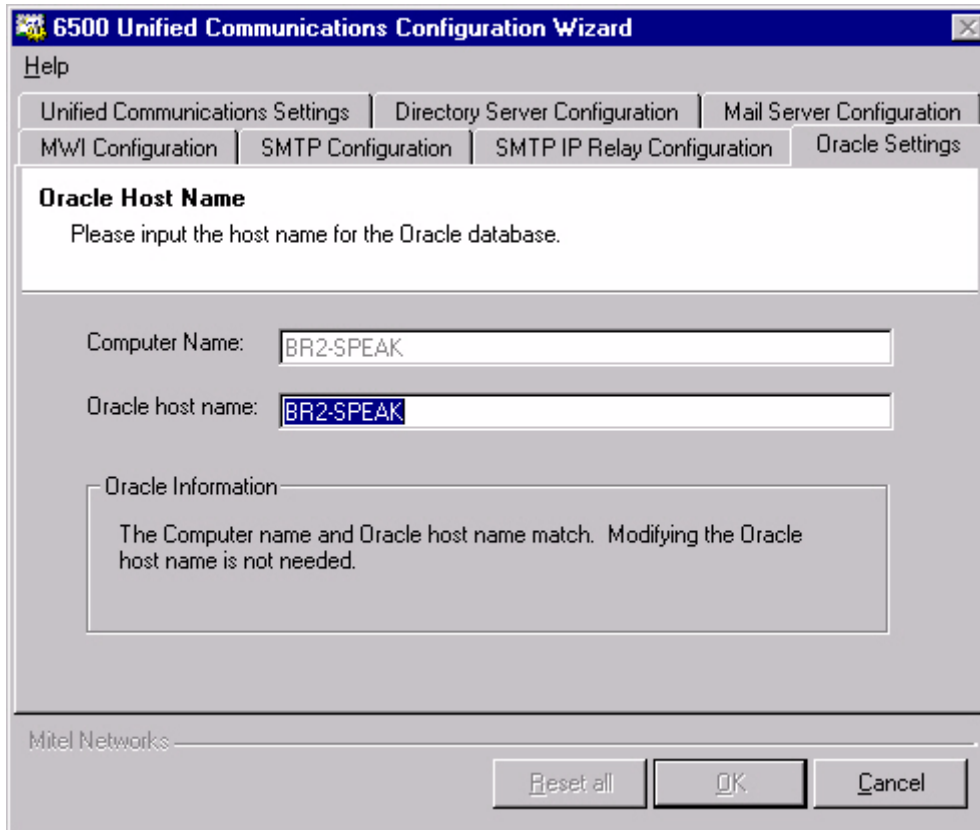 6500 Unified Communications Configuration Wizard
Help
Unified Communications Settings
Directory Server Configuration
Mail Server Configuration
MWI Configuration
SMTP Configuration
SMTP IP Relay Configuration
Oracle Settings
Oracle Host Name
Please input the host name for the Oracle database.
Computer Name:
BR2-SPEAK
Oracle host name:
BR2-SPEAK
Oracle Information
The Computer name and Oracle host name match.  Modifying the Oracle
host name is not needed.
Mitel Networks
Reset all
OK
Cancel